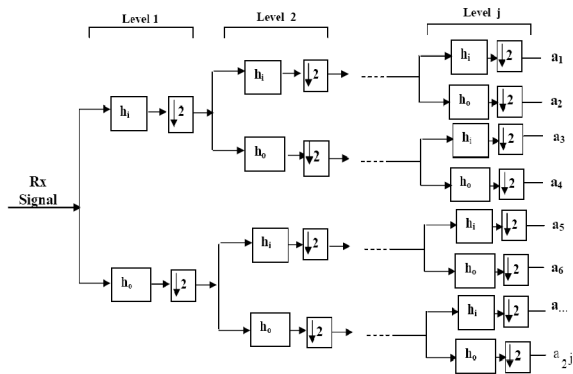 Level 1
Level 2
Level j
Rx
Signal
hᵢ
↓2
hₒ
↓2
hᵢ
↓2
hₒ
↓2
hᵢ
↓2
hₒ
↓2
hᵢ
↓2
a₁
hₒ
↓2
a₂
hᵢ
↓2
a₃
hₒ
↓2
a₄
hᵢ
↓2
a₅
hₒ
↓2
a₆
hᵢ
↓2
a...
hₒ
↓2
a 2 j